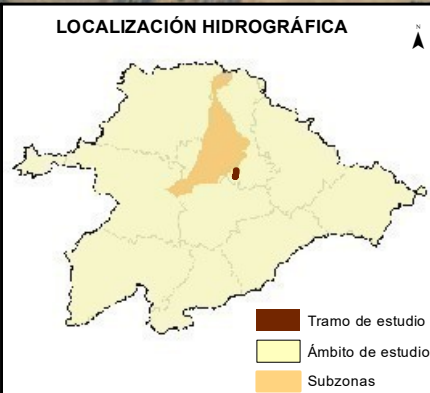 LOCALIZACIÓN HIDROGRÁFICA
N
Tramo de estudio
Ámbito de estudio
Subzonas